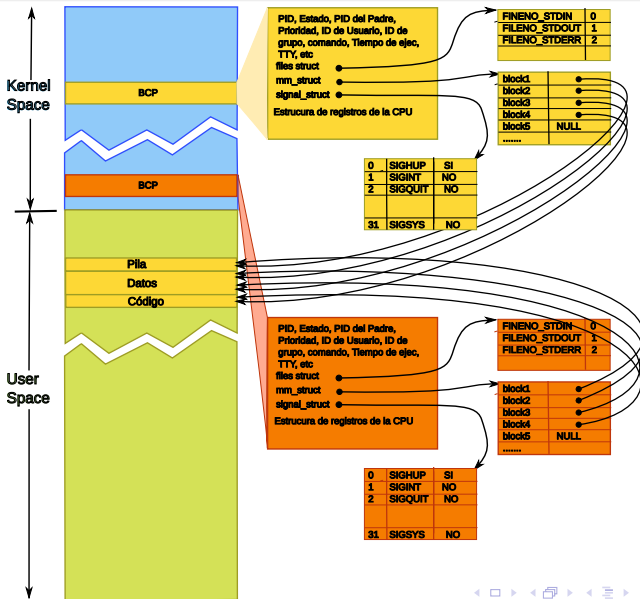 Kernel
Space
BCP
BCP
Pila
Datos
Código
User
Space
PID, Estado, PID del Padre,
Prioridad, ID de Usuario, ID de
grupo, comando, Tiempo de ejec,
TTY, etc
files struct
mm_struct
signal_struct
Estrucura de registros de la CPU
FINENO_STDIN 0
FILENO_STDOUT 1
FILENO_STDERR 2
block1
block2
block3
block4
block5 NULL
.......
0 SIGHUP SI
1 SIGINT NO
2 SIGQUIT NO
31 SIGSYS NO
PID, Estado, PID del Padre,
Prioridad, ID de Usuario, ID de
grupo, comando, Tiempo de ejec,
TTY, etc
files struct
mm_struct
signal_struct
Estrucura de registros de la CPU
FINENO_STDIN 0
FILENO_STDOUT 1
FILENO_STDERR 2
block1
block2
block3
block4
block5 NULL
.......
0 SIGHUP SI
1 SIGINT NO
2 SIGQUIT NO
31 SIGSYS NO